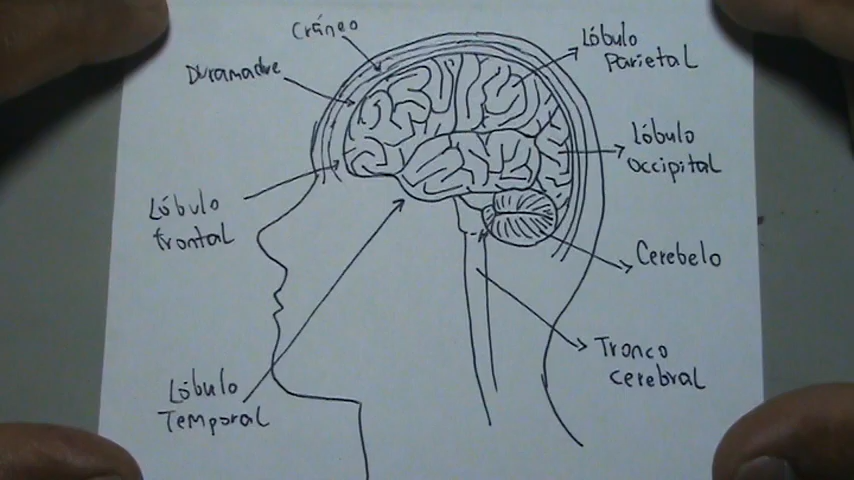 Cráneo
Duramadre
Lóbulo
Parietal
Lóbulo
Occipital
Lóbulo
frontal
Cerebelo
Tronco
cerebral
Lóbulo
Temporal